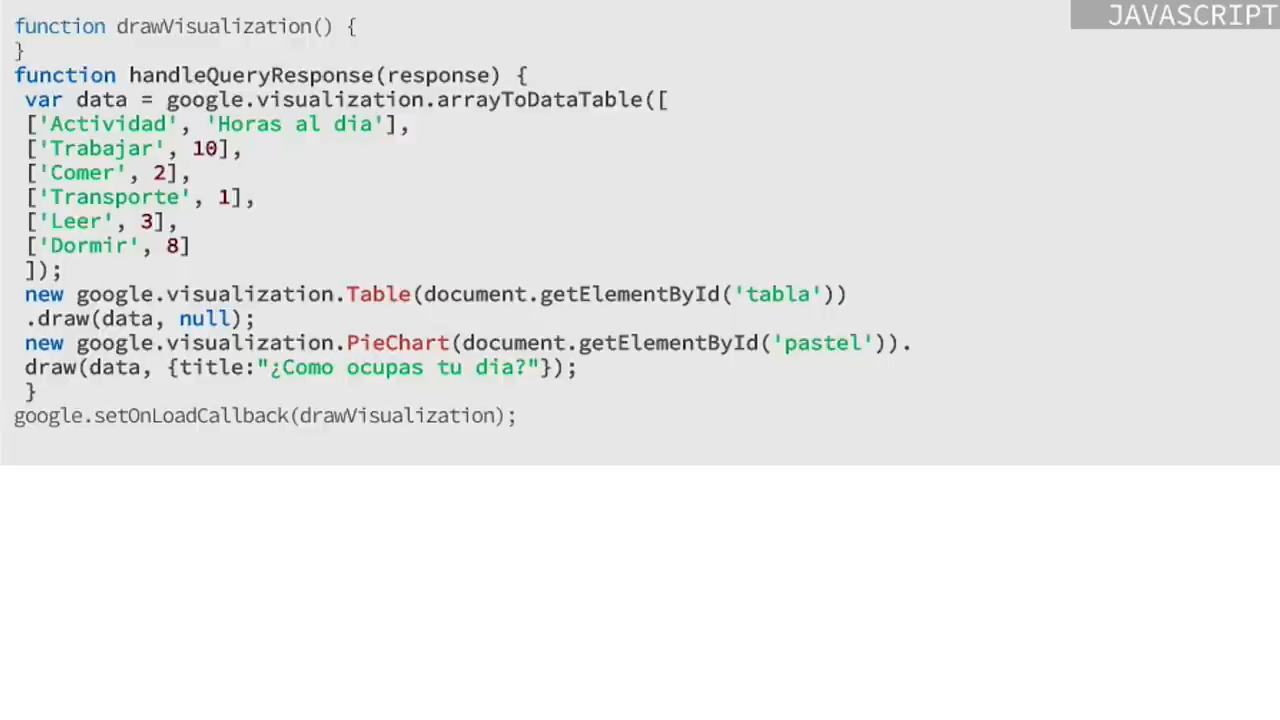 JAVASCRIPT
function drawVisualization() {
}
function handleQueryResponse(response) {
var data = google.visualization.arrayToDataTable([
['Actividad', 'Horas al dia'],
['Trabajar', 10],
['Comer', 2],
['Transporte', 1],
['Leer', 3],
['Dormir', 8]
]);
new google.visualization.Table(document.getElementById('tabla'))
.draw(data, null);
new google.visualization.PieChart(document.getElementById('pastel')).
draw(data, {title:"¿Como ocupas tu dia?"});
}
google.setOnLoadCallback(drawVisualization);